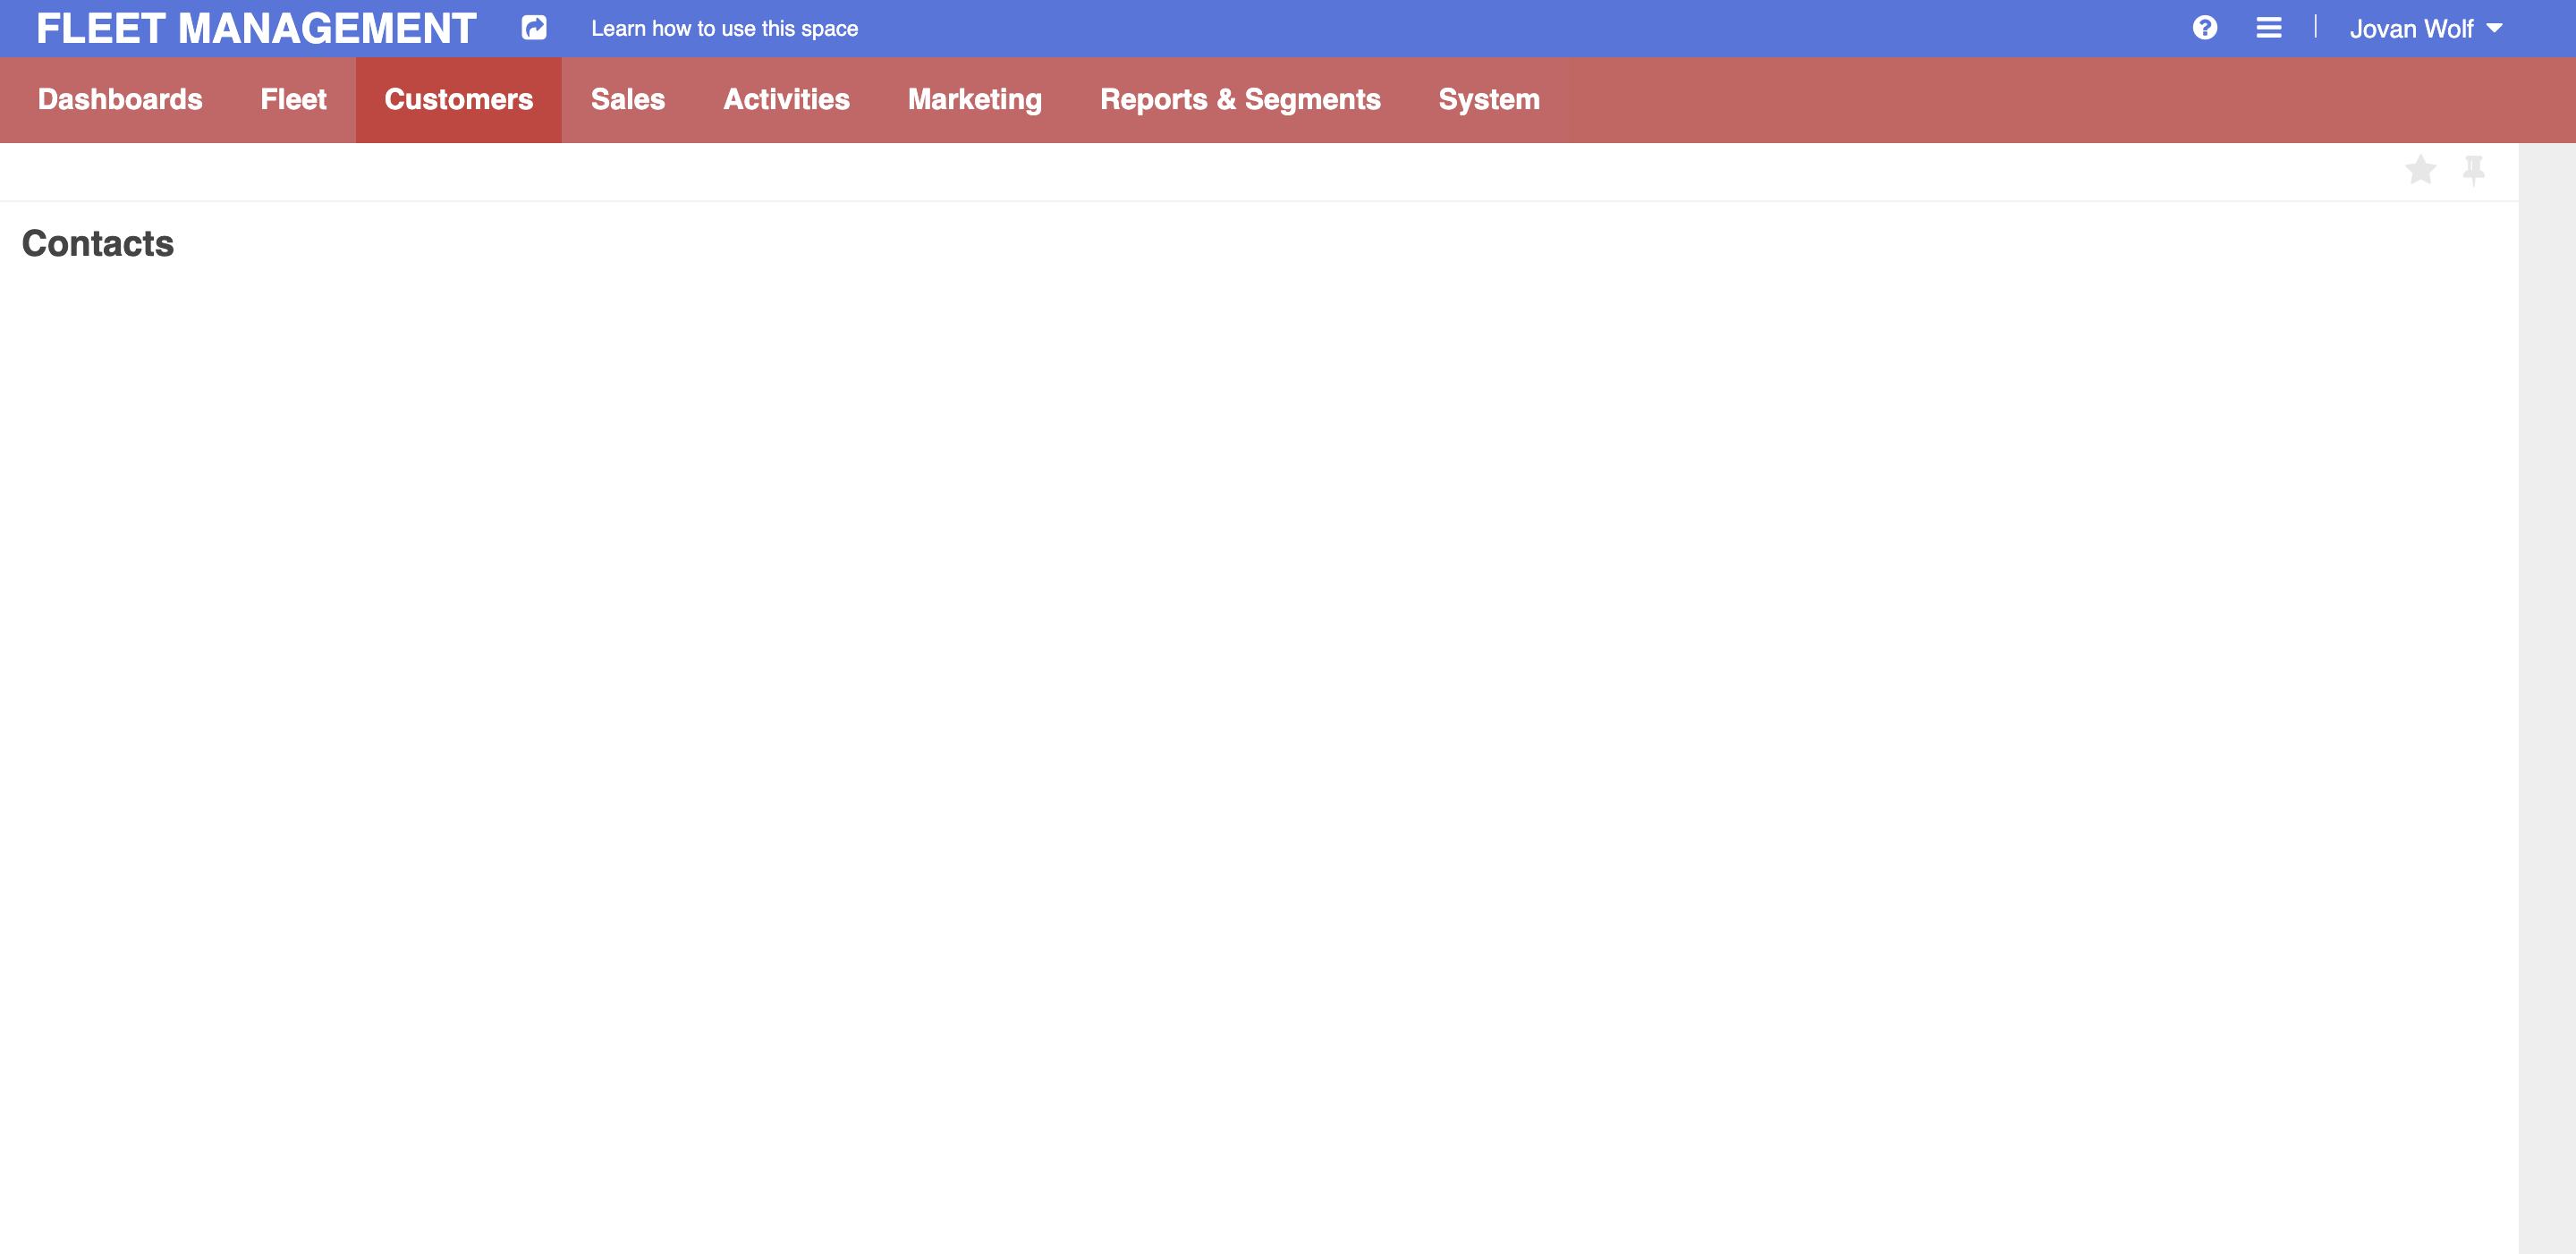 FLEET MANAGEMENT Learn how to use this space Jovan Wolf
Dashboards Fleet Customers Sales Activities Marketing Reports & Segments System
Contacts